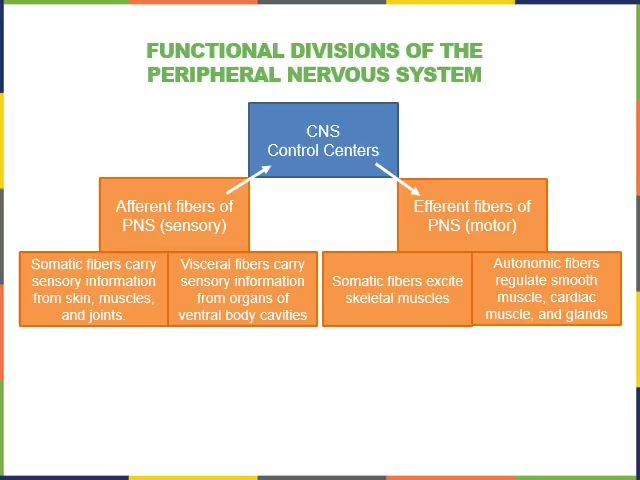 FUNCTIONAL DIVISIONS OF THE
PERIPHERAL NERVOUS SYSTEM
CNS
Control Centers
Afferent fibers of
PNS (sensory)
Efferent fibers of
PNS (motor)
Somatic fibers carry
sensory information
from skin, muscles,
and joints.
Visceral fibers carry
sensory information
from organs of
ventral body cavities
Somatic fibers excite
skeletal muscles
Autonomic fibers
regulate smooth
muscle, cardiac
muscle, and glands